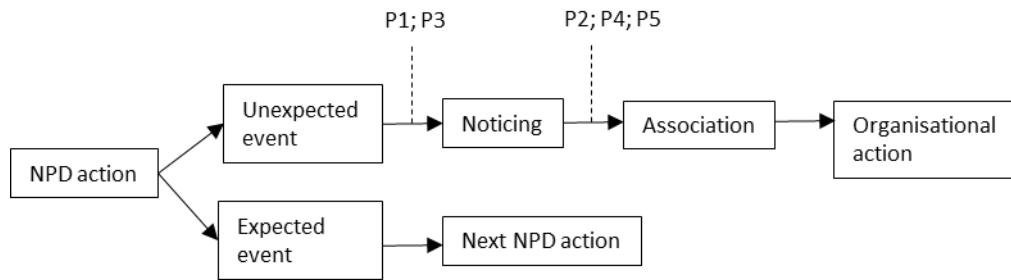 P1; P3
P2; P4; P5
Unexpected
event
Noticing
Association
Organisational
action
NPD action
Expected
event
Next NPD action